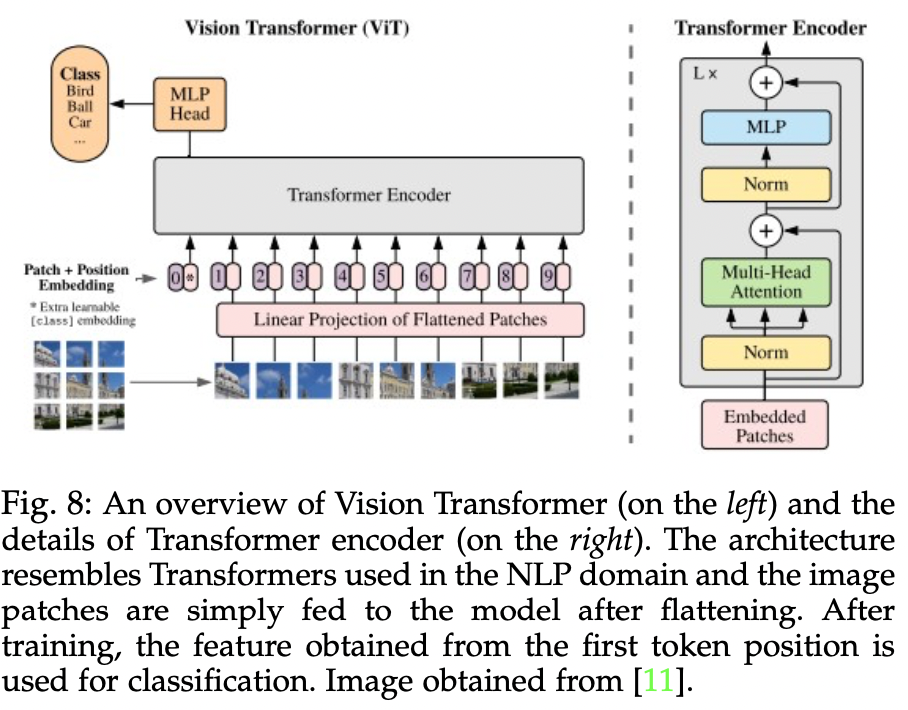 Vision Transformer (ViT)
Class
Bird
Ball
Car
...
MLP
Head
Transformer Encoder
Patch + Position
Embedding
* Extra learnable
[class] embedding
0 * 1 2 3 4 5 6 7 8 9
Linear Projection of Flattened Patches
Transformer Encoder
L x
+
MLP
Norm
+
Multi-Head
Attention
Norm
Embedded
Patches
Fig. 8: An overview of Vision Transformer (on the left) and the
details of Transformer encoder (on the right). The architecture
resembles Transformers used in the NLP domain and the image
patches are simply fed to the model after flattening. After
training, the feature obtained from the first token position is
used for classification. Image obtained from [11].